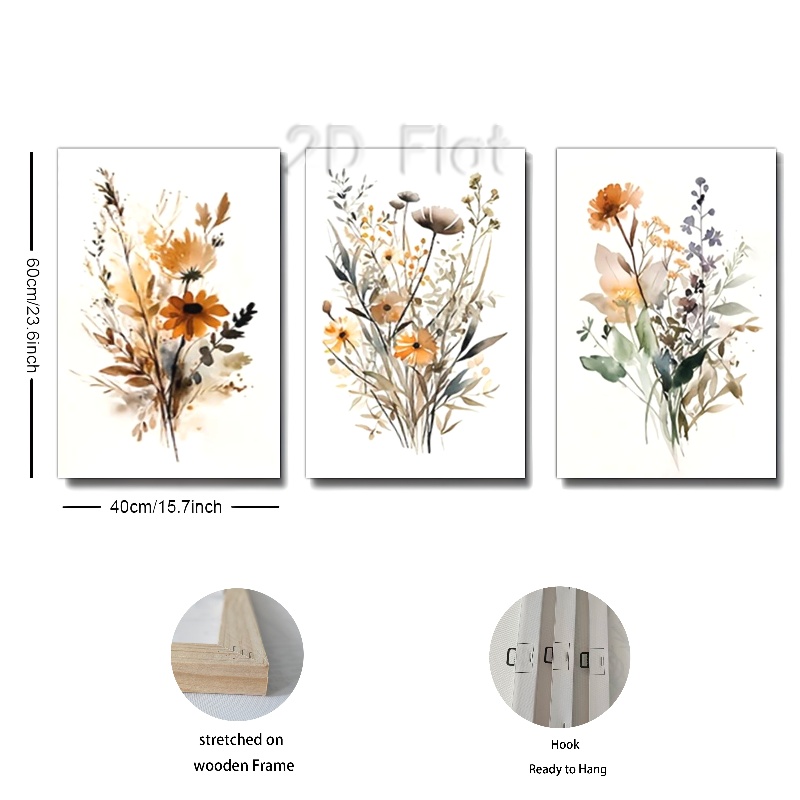 2D Flat
60cm/23.6inch
40cm/15.7inch
stretched on
wooden Frame
Hook
Ready to Hang